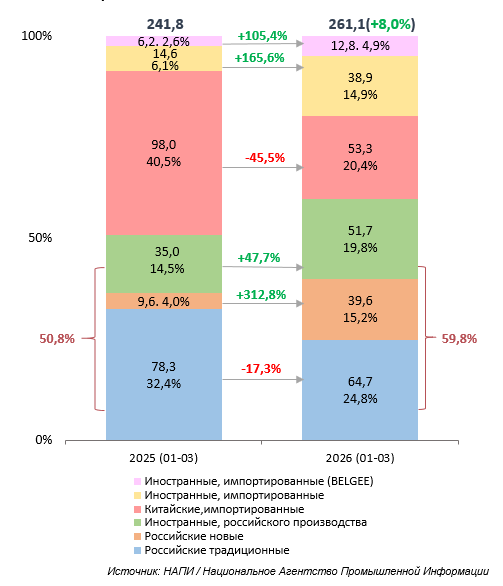 241,8 261,1(+8,0%)
100%
6,2. 2,6% +105,4% 12,8. 4,9%
14,6
6,1% +165,6%
38,9
14,9%
98,0
40,5%
-45,5%
53,3
20,4%
50%
35,0
14,5%
+47,7%
51,7
19,8%
9,6. 4,0% +312,8%
39,6
15,2%
50,8% 59,8%
78,3
32,4%
-17,3%
64,7
24,8%
0%
2025 (01-03) 2026 (01-03)
Иностранные, импортированные (BELGEE)
Иностранные, импортированные
Китайские,импортированные
Иностранные, российского производства
Российские новые
Российские традиционные
Источник: НАПИ / Национальное Агентство Промышленной Информации